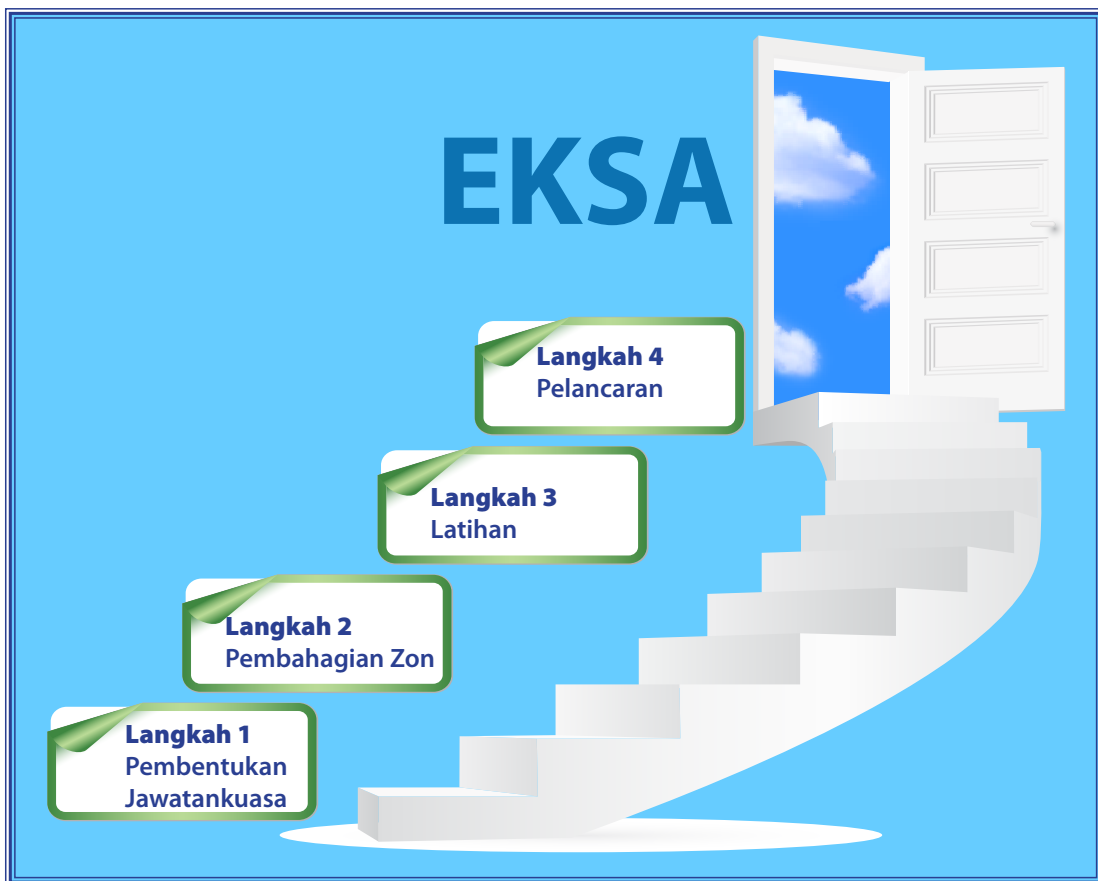 EKSA
Langkah 4
Pelancaran
Langkah 3
Latihan
Langkah 2
Pembahagian Zon
Langkah 1
Pembentukan
Jawatankuasa